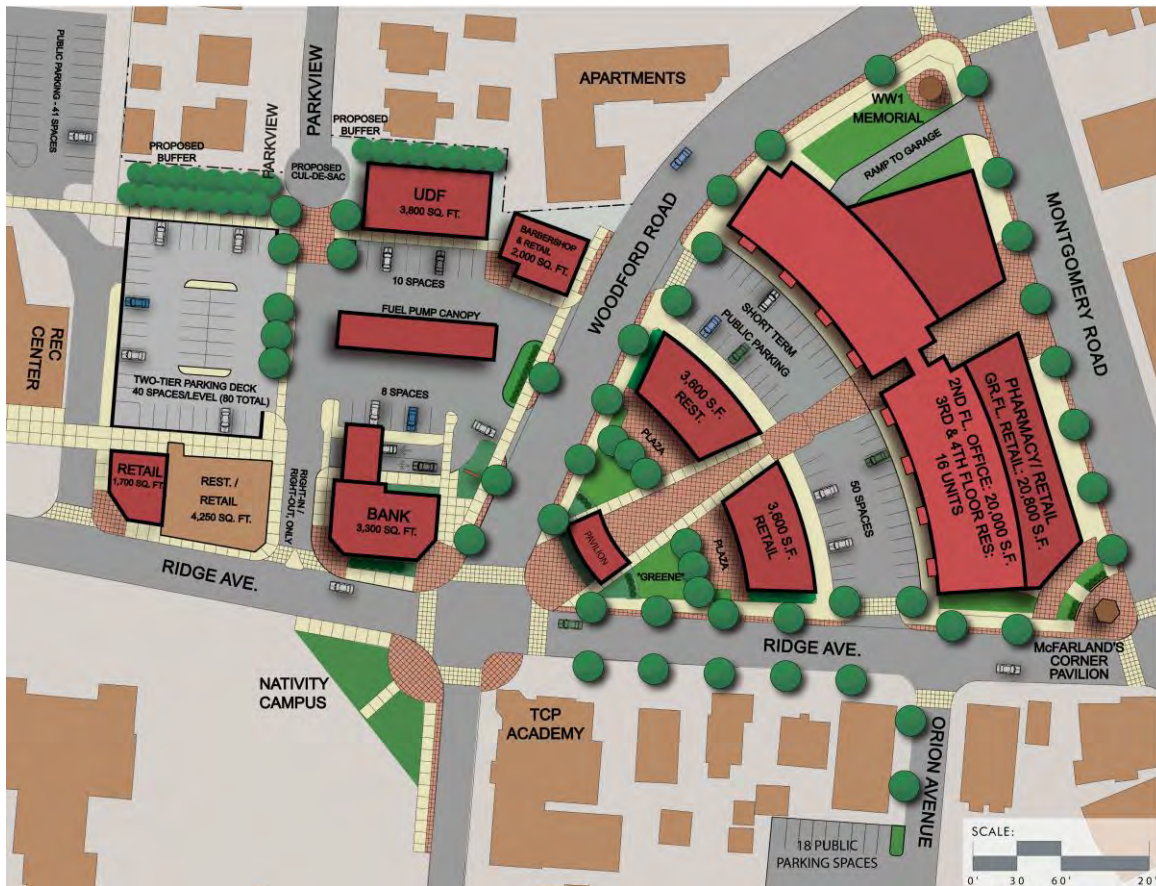 PUBLIC PARKING - 41 SPACES
PROPOSED
BUFFER
PARKVIEW
PARKVIEW
PROPOSED
BUFFER
PROPOSED
CUL-DE-SAC
UDF
3,800 SQ. FT.
BARBERSHOP
& RETAIL
2,000 SQ. FT.
APARTMENTS
WW1
MEMORIAL
RAMP TO GARAGE
MONTGOMERY ROAD
WOODFORD ROAD
10 SPACES
FUEL PUMP CANOPY
SHORT TERM
PUBLIC PARKING
REC
CENTER
TWO-TIER PARKING DECK
40 SPACES/LEVEL (80 TOTAL)
8 SPACES
3,600 S.F.
REST.
PLAZA
PHARMACY/ RETAIL
GR.FL. RETAIL: 20,800 S.F.
2ND FL. OFFICE: 20,000 S.F.
3RD & 4TH FLOOR RES:
16 UNITS
RETAIL
1,700 SQ. FT.
REST. /
RETAIL
4,250 SQ. FT.
RIGHT-IN /
RIGHT-OUT, ONLY
BANK
3,300 SQ. FT.
3,600 S.F.
RETAIL
50 SPACES
PAVILION
"GREENE"
PLAZA
RIDGE AVE.
RIDGE AVE.
McFARLAND'S
CORNER
PAVILION
NATIVITY
CAMPUS
TCP
ACADEMY
ORION AVENUE
18 PUBLIC
PARKING SPACES
SCALE:
0' 30 60' 20'